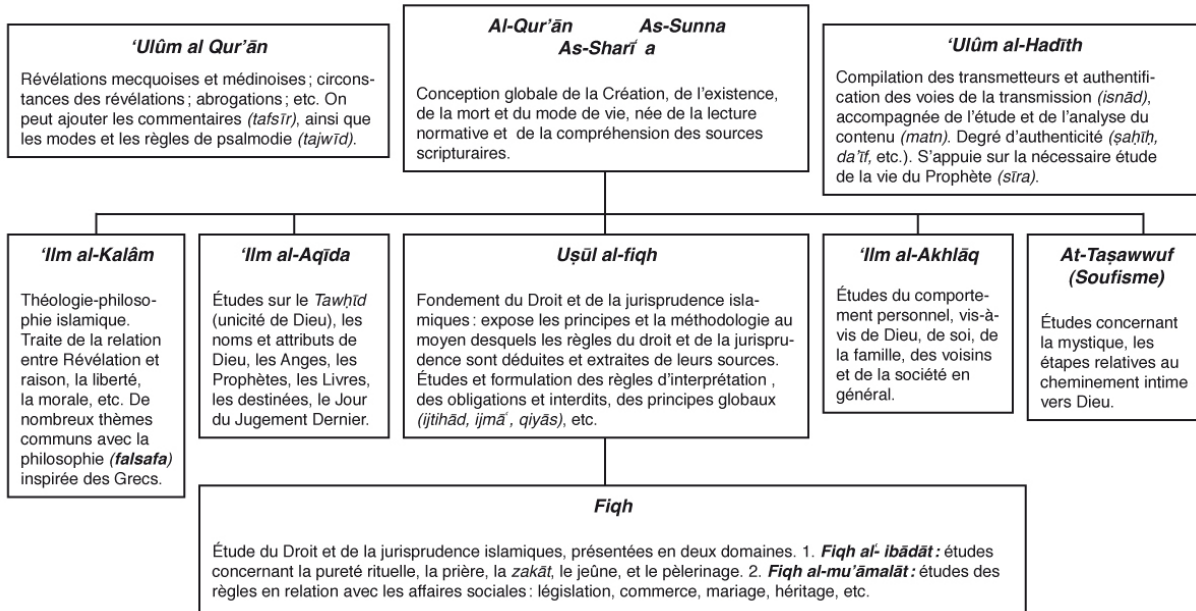 ‘Ulûm al Qur’ān
Révélations mecquoises et médinoises ; circons-
tances des révélations ; abrogations ; etc. On
peut ajouter les commentaires (tafsīr), ainsi que
les modes et les règles de psalmodie (tajwīd).
Al-Qur’ān As-Sunna
As-Sharī‘ a
Conception globale de la Création, de l’existence,
de la mort et du mode de vie, née de la lecture
normative et de la compréhension des sources
scripturaires.
‘Ulûm al-Hadīth
Compilation des transmetteurs et authentifi-
cation des voies de la transmission (isnād),
accompagnée de l’étude et de l’analyse du
contenu (matn). Degré d’authenticité (ṣaḥīḥ,
da’īf, etc.). S’appuie sur la nécessaire étude
de la vie du Prophète (sīra).
‘Ilm al-Kalâm
Théologie-philoso-
phie islamique.
Traite de la relation
entre Révélation et
raison, la liberté,
la morale, etc. De
nombreux thèmes
communs avec la
philosophie (falsafa)
inspirée des Grecs.
‘Ilm al-Aqīda
Études sur le Tawḥīd
(unicité de Dieu), les
noms et attributs de
Dieu, les Anges, les
Prophètes, les Livres,
les destinées, le Jour
du Jugement Dernier.
Uṣūl al-fiqh
Fondement du Droit et de la jurisprudence isla-
miques : expose les principes et la méthodologie au
moyen desquels les règles du droit et de la jurispru-
dence sont déduites et extraites de leurs sources.
Études et formulation des règles d’interprétation ,
des obligations et interdits, des principes globaux
(ijtihād, ijmā‘ , qiyās), etc.
‘Ilm al-Akhlāq
Études du comporte-
ment personnel, vis-à-
vis de Dieu, de soi, de
la famille, des voisins
et de la société en
général.
At-Taṣawwuf
(Soufisme)
Études concernant
la mystique, les
étapes relatives au
cheminement intime
vers Dieu.
Fiqh
Étude du Droit et de la jurisprudence islamiques, présentées en deux domaines. 1. Fiqh al‘- ibādāt : études
concernant la pureté rituelle, la prière, la zakāt, le jeûne, et le pèlerinage. 2. Fiqh al-mu’āmalāt : études des
règles en relation avec les affaires sociales : législation, commerce, mariage, héritage, etc.